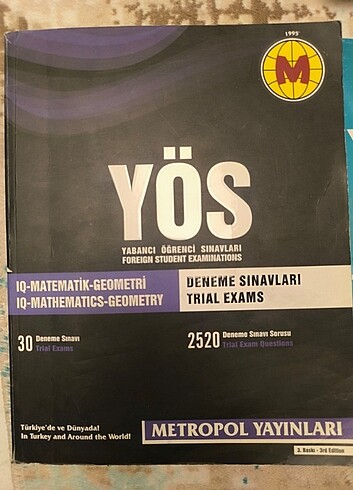 1995
M
YÖS
YABANCI ÖĞRENCİ SINAVLARI
FOREIGN STUDENT EXAMINATIONS
IQ-MATEMATİK-GEOMETRİ
IQ-MATHEMATICS-GEOMETRY
DENEME SINAVLARI
TRIAL EXAMS
30 Deneme Sınavı
Trial Exams
2520 Deneme Sınavı Sorusu
Trial Exam Questions
Türkiye'de ve Dünyada!
In Turkey and Around the World!
METROPOL YAYINLARI
3. Baskı - 3rd Edition